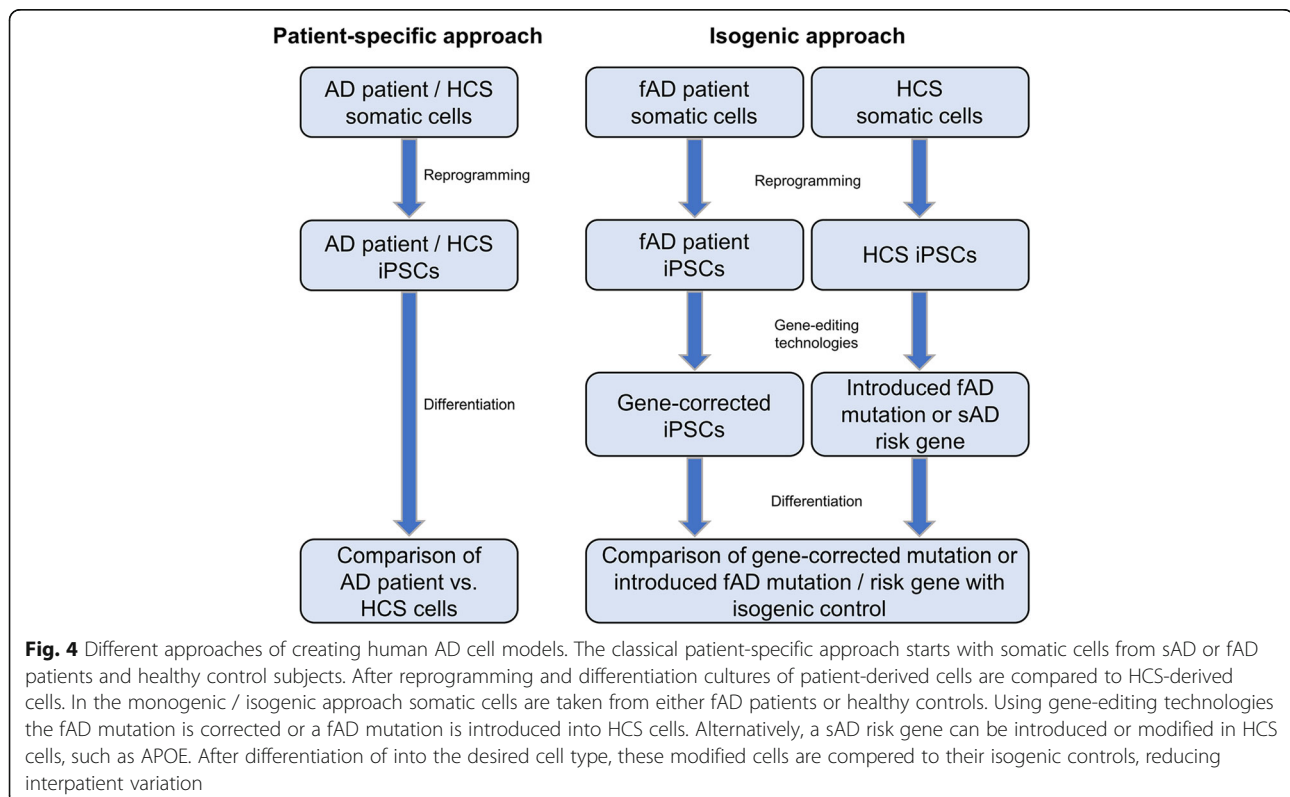 Patient-specific approach
AD patient / HCS
somatic cells
Reprogramming
AD patient / HCS
iPSCs
Differentiation
Comparison of
AD patient vs.
HCS cells
Isogenic approach
fAD patient
somatic cells
HCS
somatic cells
Reprogramming
fAD patient
iPSCs
HCS iPSCs
Gene-editing
technologies
Gene-corrected
iPSCs
Introduced fAD
mutation or sAD
risk gene
Differentiation
Comparison of gene-corrected mutation or
introduced fAD mutation / risk gene with
isogenic control
Fig. 4 Different approaches of creating human AD cell models. The classical patient-specific approach starts with somatic cells from sAD or fAD
patients and healthy control subjects. After reprogramming and differentiation cultures of patient-derived cells are compared to HCS-derived
cells. In the monogenic / isogenic approach somatic cells are taken from either fAD patients or healthy controls. Using gene-editing technologies
the fAD mutation is corrected or a fAD mutation is introduced into HCS cells. Alternatively, a sAD risk gene can be introduced or modified in HCS
cells, such as APOE. After differentiation of into the desired cell type, these modified cells are compered to their isogenic controls, reducing
interpatient variation